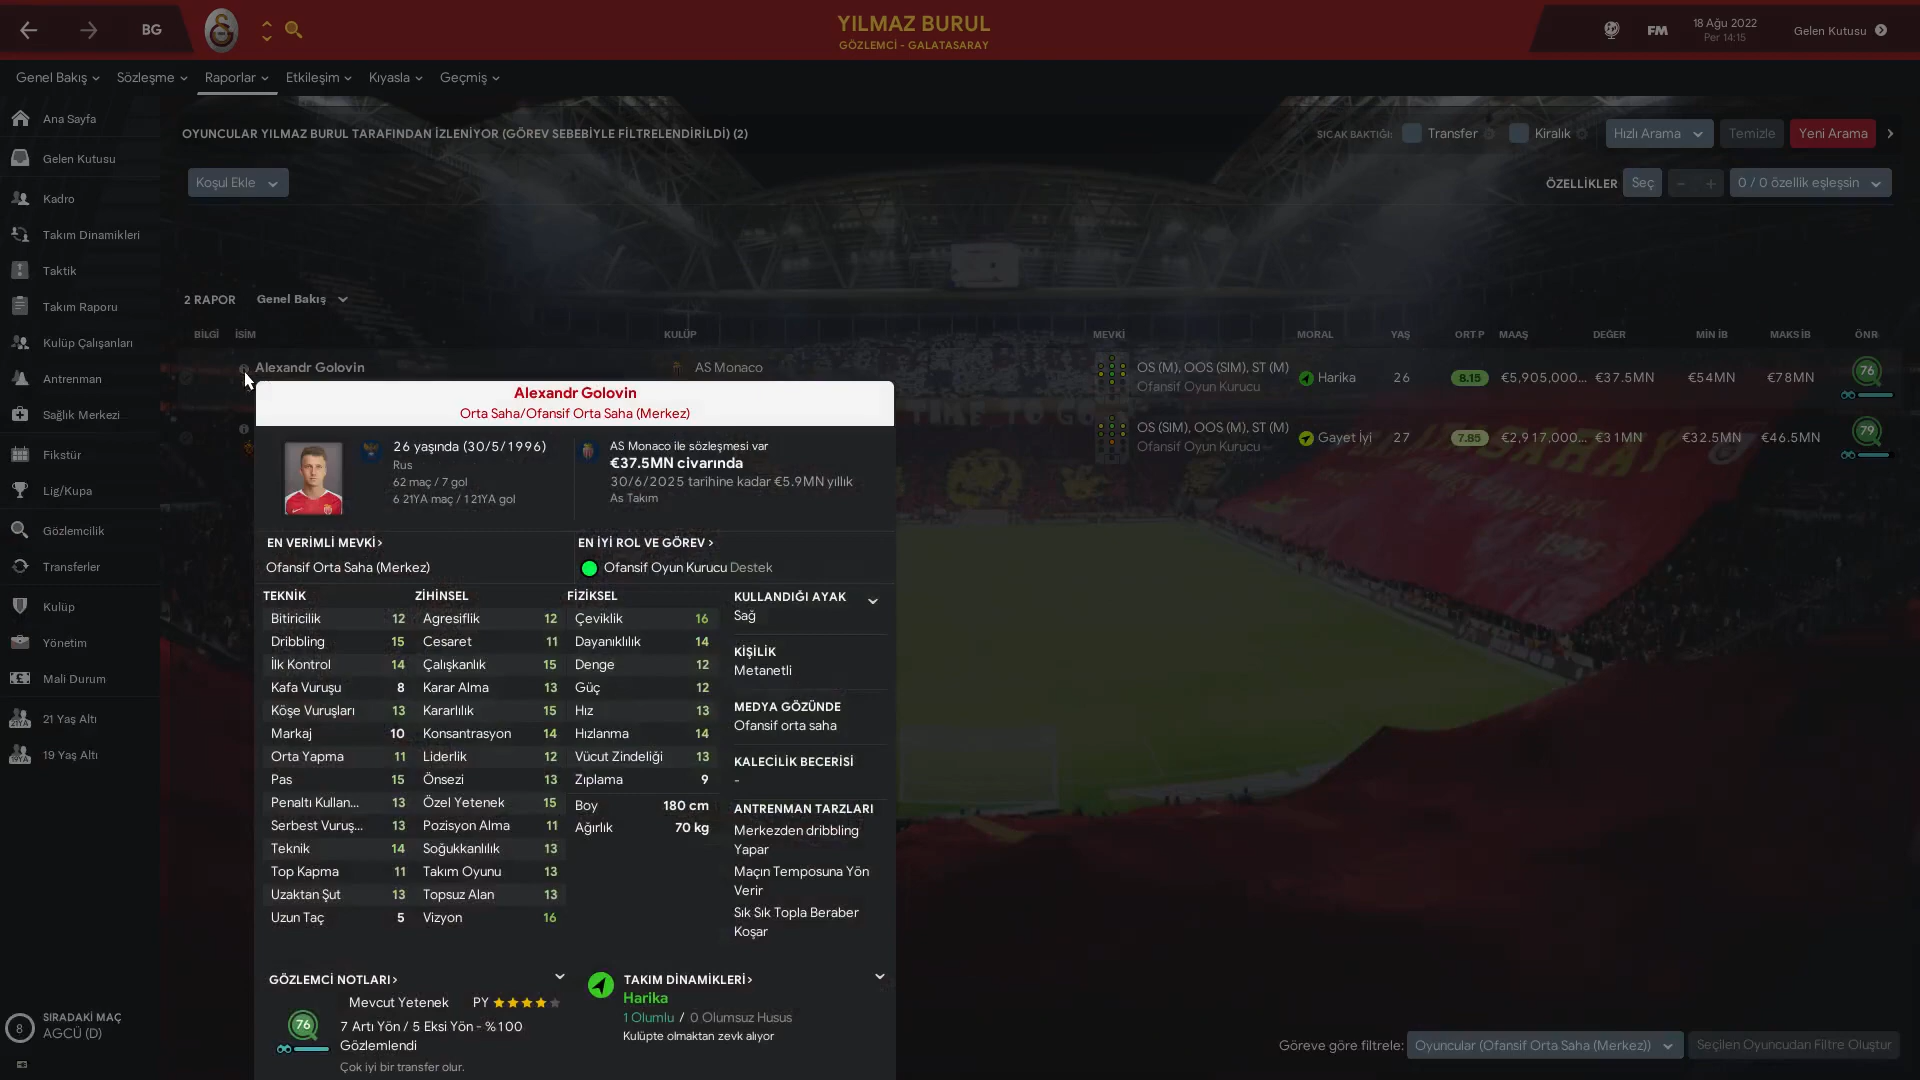 BG
YILMAZ BURUL
GÖZLEMCİ - GALATASARAY
FM
18 Ağu 2022
Per 14:15
Gelen Kutusu
Genel Bakış
Sözleşme
Raporlar
Etkileşim
Kıyasla
Geçmiş
Ana Sayfa
Gelen Kutusu
Kadro
Takım Dinamikleri
Taktik
Takım Raporu
Kulüp Çalışanları
Antrenman
Sağlık Merkezi
Fikstür
Lig/Kupa
Gözlemcilik
Transferler
Kulüp
Yönetim
Mali Durum
21 Yaş Altı
19 Yaş Altı
8
SIRADAKİ MAÇ
AGCÜ (D)
OYUNCULAR YILMAZ BURUL TARAFINDAN İZLENİYOR (GÖREV SEBEBİYLE FİLTRELENDİRİLDİ) (2)
SICAK BAKTIĞI:
Transfer
Kiralık
Hızlı Arama
Temizle
Yeni Arama
Koşul Ekle
ÖZELLİKLER
Seç
0 / 0 özellik eşleşsin
2 RAPOR
Genel Bakış
BİLGİ İSİM KULÜP MEVKİ MORAL YAŞ ORT.P MAAŞ DEĞER MİN İB MAKS İB ÖNR
Alexandr Golovin AS Monaco OS (M), OOS (SIM), ST (M)
Ofansif Oyun Kurucu
Harika 26 8.15 €5,905,000... €37.5MN €54MN €78MN 76
OS (SIM), OOS (M), ST (M)
Ofansif Oyun Kurucu
Gayet İyi 27 7.85 €2,917,000... €31MN €32.5MN €46.5MN 79
Alexandr Golovin
Orta Saha/Ofansif Orta Saha (Merkez)
26 yaşında (30/5/1996)
Rus
62 maç / 7 gol
6 21YA maç / 1 21YA gol
AS Monaco ile sözleşmesi var
€37.5MN civarında
30/6/2025 tarihine kadar €5.9MN yıllık
As Takım
EN VERİMLİ MEVKİ>
Ofansif Orta Saha (Merkez)
EN İYİ ROL VE GÖREV >
Ofansif Oyun Kurucu Destek
TEKNİK
Bitiricilik 12
Dribbling 15
İlk Kontrol 14
Kafa Vuruşu 8
Köşe Vuruşları 13
Markaj 10
Orta Yapma 11
Pas 15
Penaltı Kullan... 13
Serbest Vuruş... 13
Teknik 14
Top Kapma 11
Uzaktan Şut 13
Uzun Taç 5
ZİHİNSEL
Agresiflik 12
Cesaret 11
Çalışkanlık 15
Karar Alma 13
Kararlılık 15
Konsantrasyon 14
Liderlik 12
Önsezi 13
Özel Yetenek 15
Pozisyon Alma 11
Soğukkanlılık 13
Takım Oyunu 13
Topsuz Alan 13
Vizyon 16
FİZİKSEL
Çeviklik 16
Dayanıklılık 14
Denge 12
Güç 12
Hız 13
Hızlanma 14
Vücut Zindeliği 13
Zıplama 9
Boy 180 cm
Ağırlık 70 kg
KULLANDIĞI AYAK
Sağ
KİŞİLİK
Metanetli
MEDYA GÖZÜNDE
Ofansif orta saha
KALECİLİK BECERİSİ
-
ANTRENMAN TARZLARI
Merkezden dribbling
Yapar
Maçın Temposuna Yön
Verir
Sık Sık Topla Beraber
Koşar
GÖZLEMCİ NOTLARI>
Mevcut Yetenek PY
76
7 Artı Yön / 5 Eksi Yön - %100
Gözlemlendi
Çok iyi bir transfer olur.
TAKIM DİNAMİKLERİ>
Harika
1 Olumlu / 0 Olumsuz Husus
Kulüpte olmaktan zevk alıyor
Göreve göre filtrele:
Oyuncular (Ofansif Orta Saha (Merkez))
Seçilen Oyuncudan Filtre Oluştur